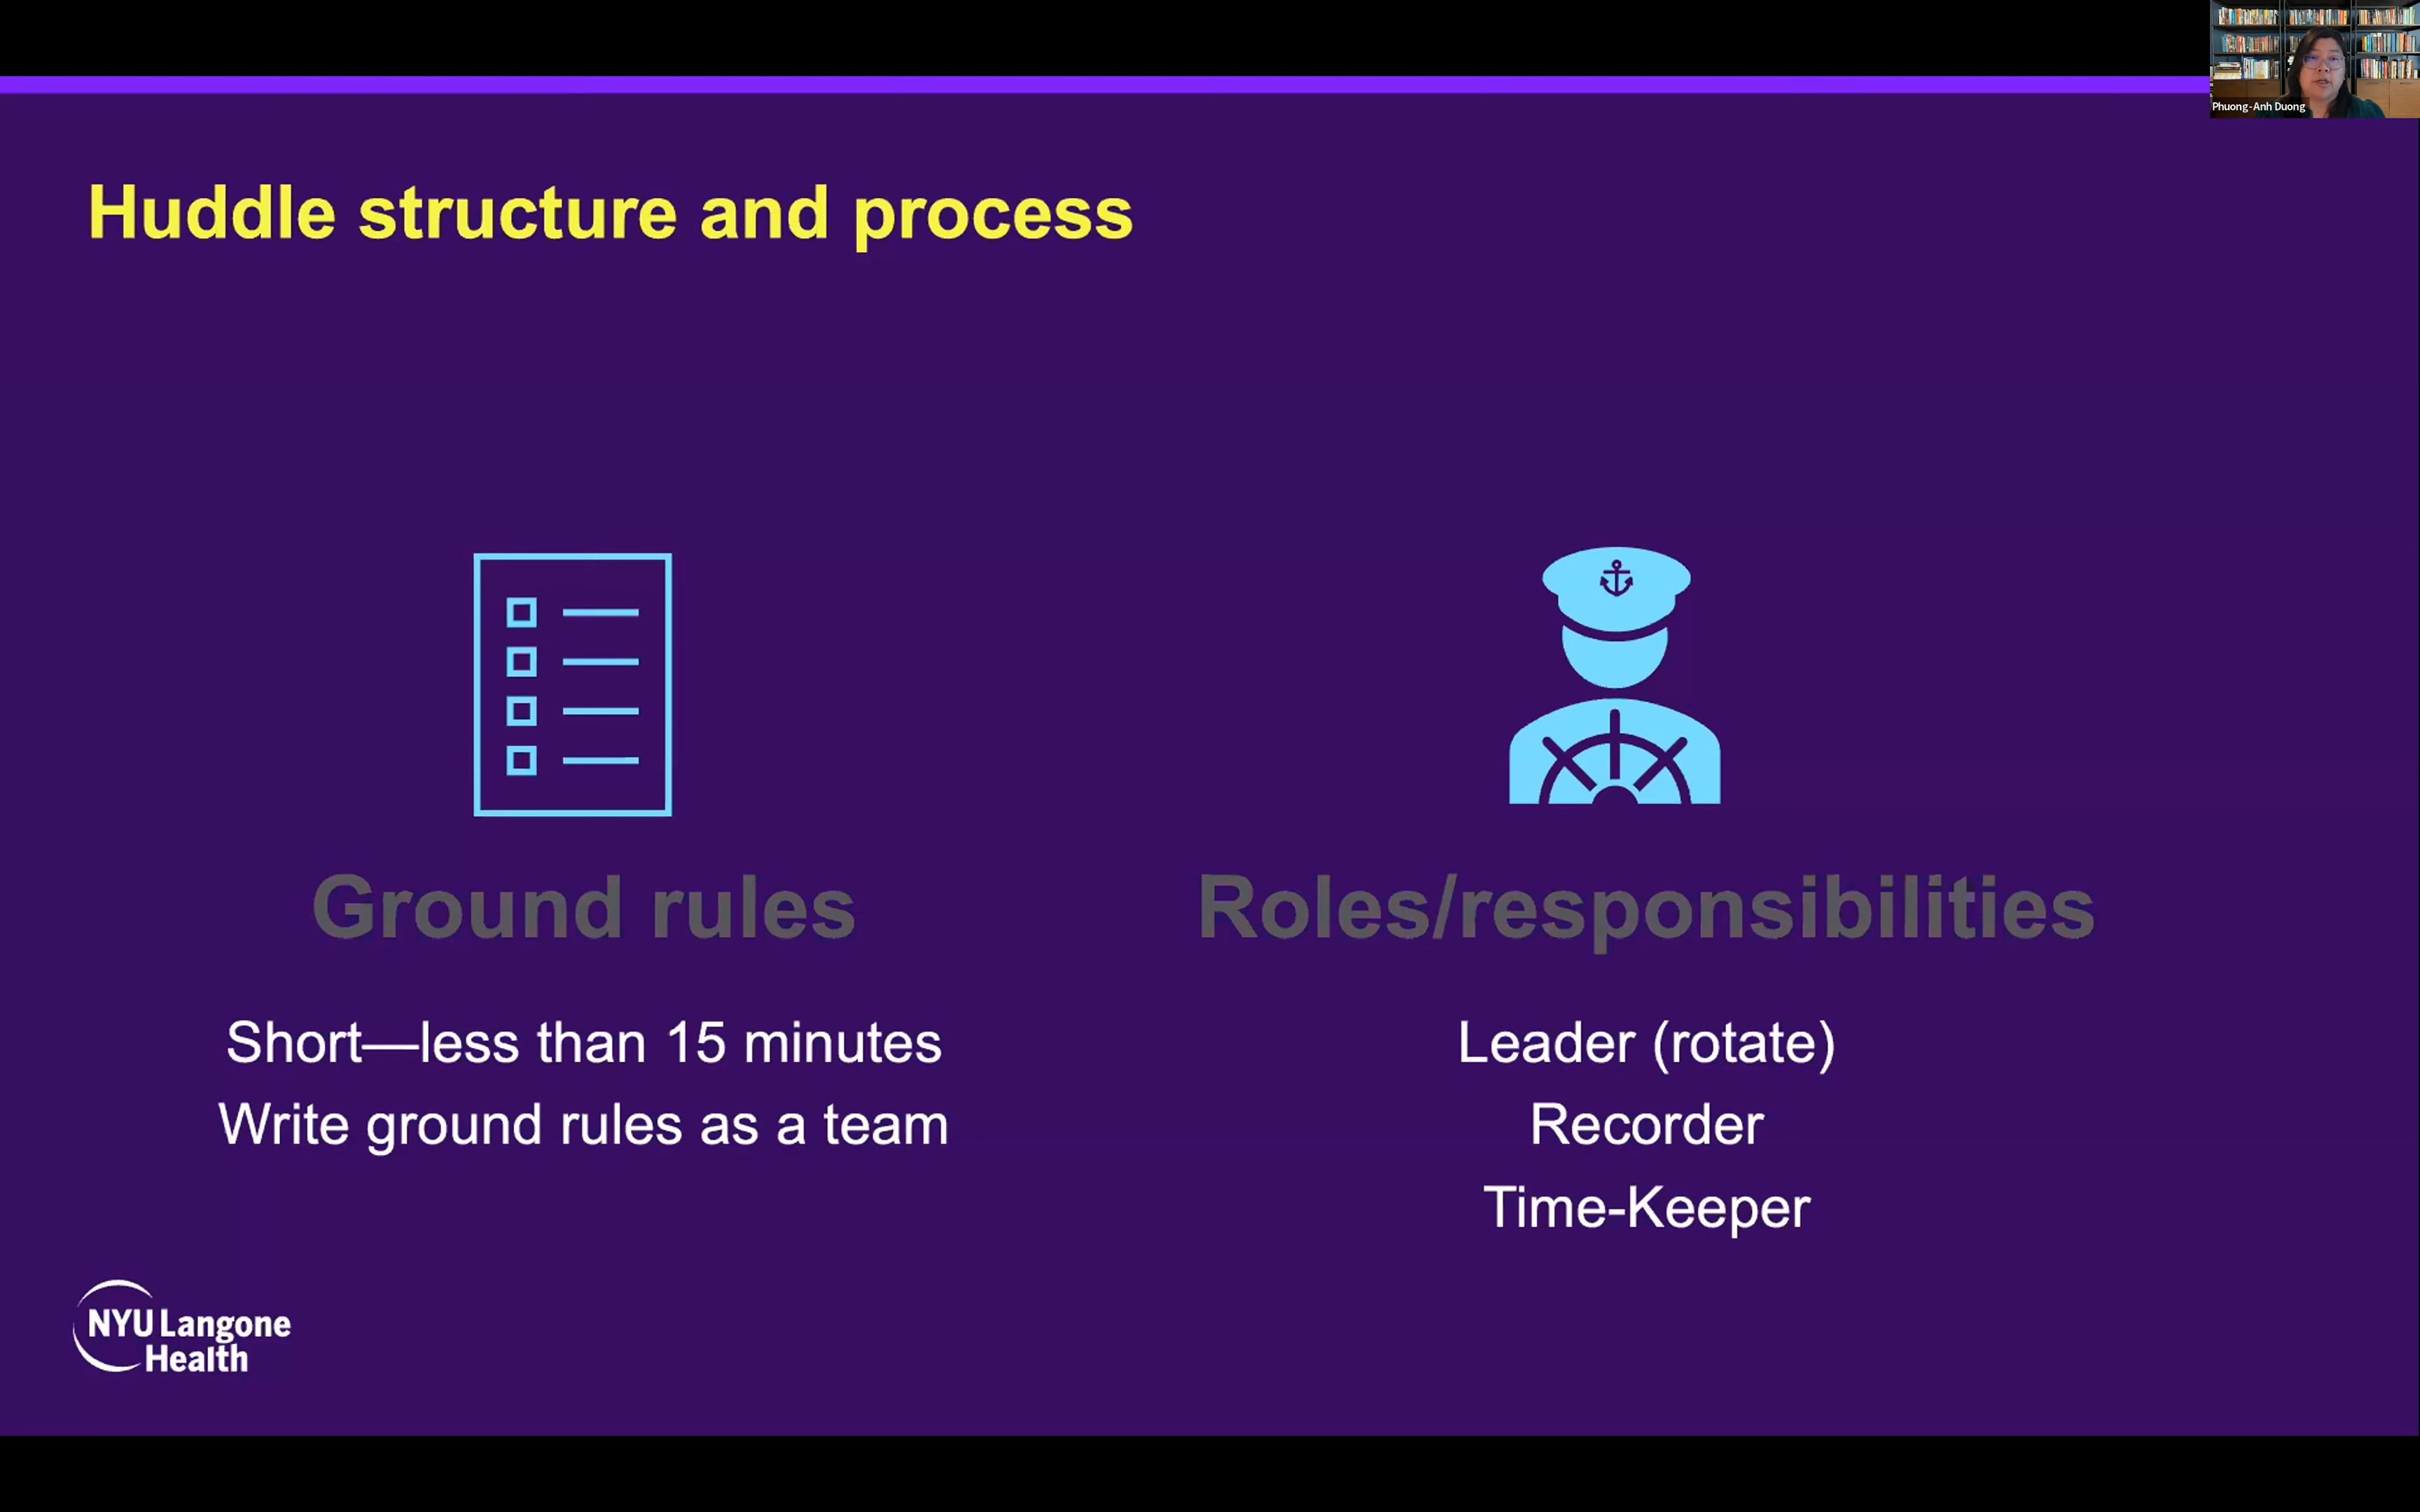 Phuong-Anh Duong
Huddle structure and process
Ground rules
Short—less than 15 minutes
Write ground rules as a team
Roles/responsibilities
Leader (rotate)
Recorder
Time-Keeper
NYU Langone
Health